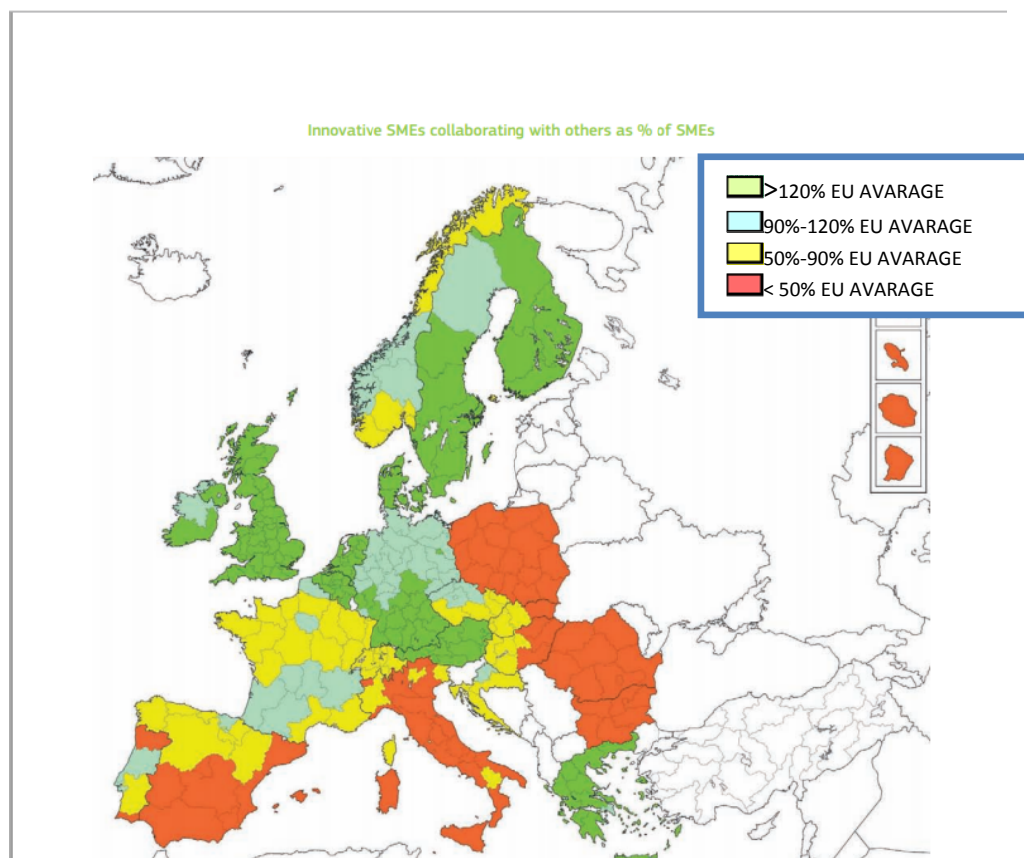 Innovative SMEs collaborating with others as % of SMEs
>120% EU AVARAGE
90%-120% EU AVARAGE
50%-90% EU AVARAGE
< 50% EU AVARAGE